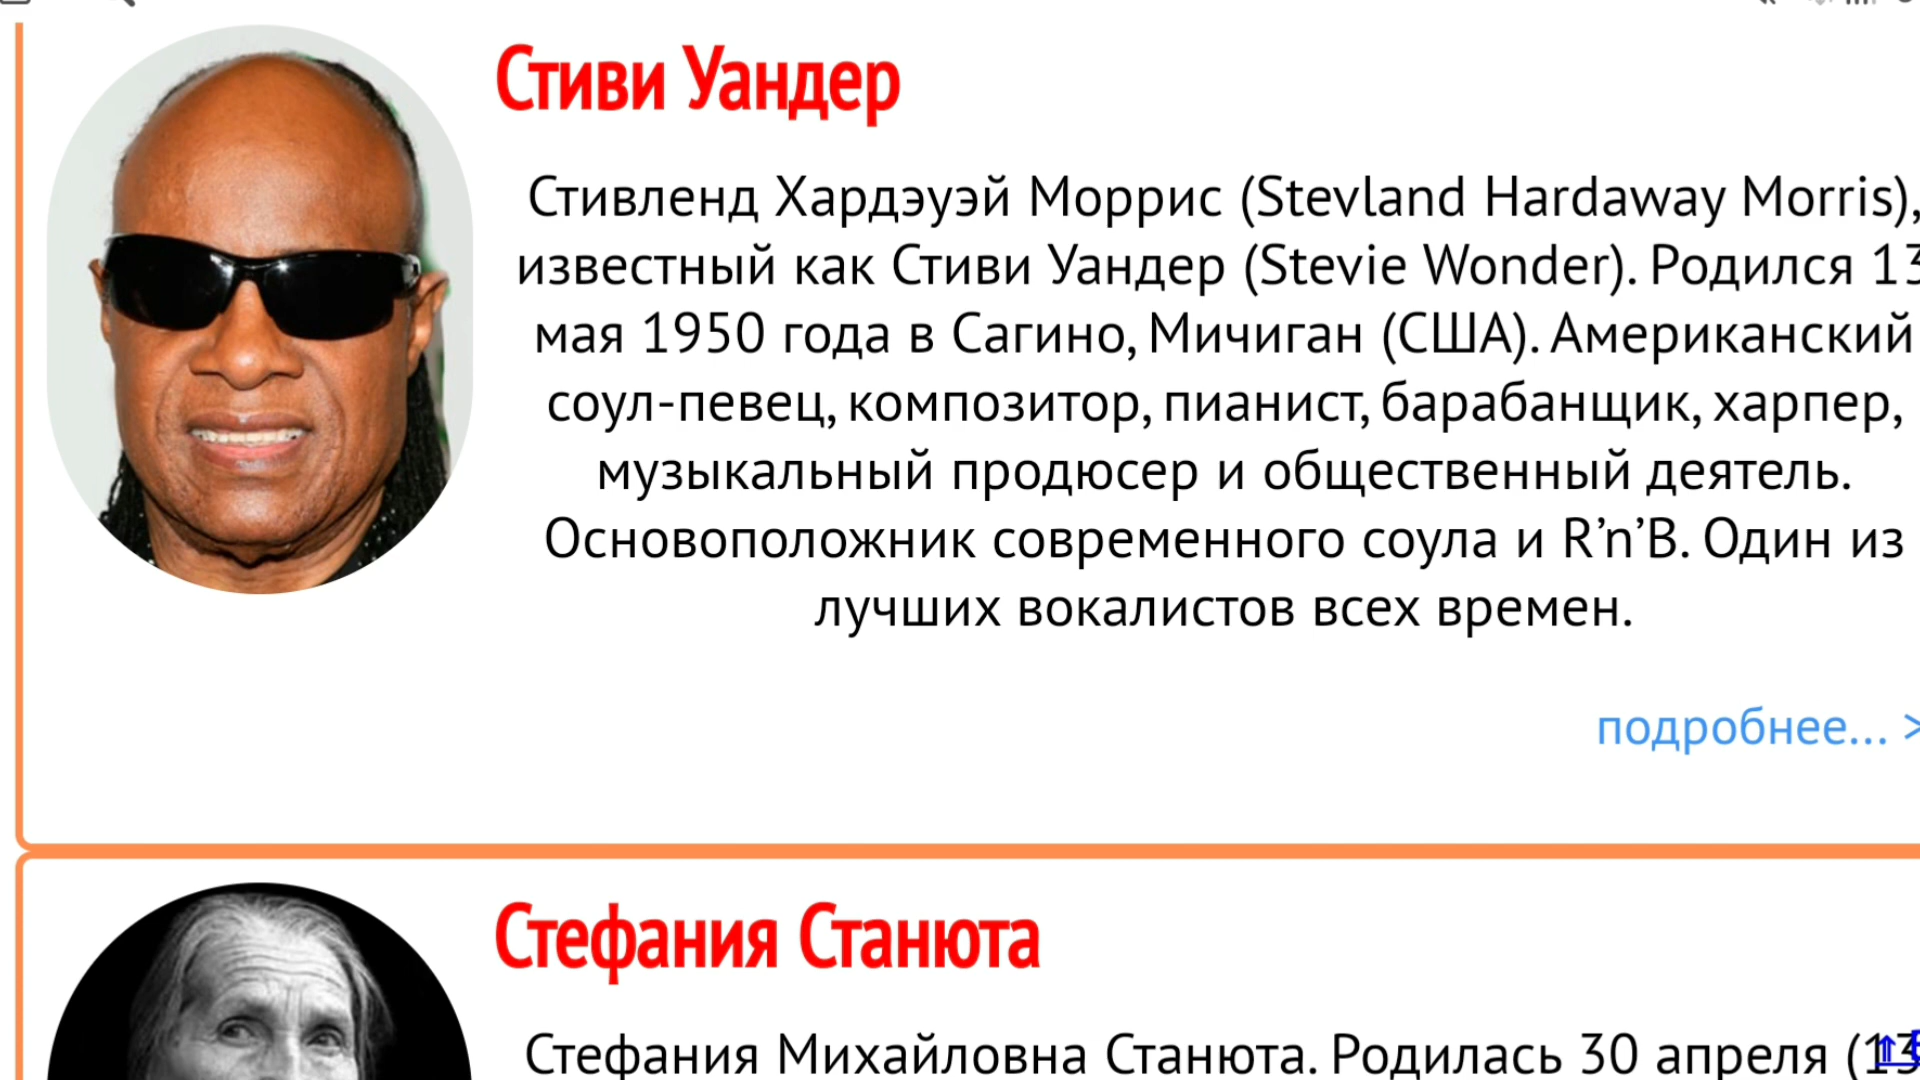 Стиви Уандер
Стивленд Хардэуэй Моррис (Stevland Hardaway Morris),
известный как Стиви Уандер (Stevie Wonder). Родился 13
мая 1950 года в Сагино, Мичиган (США). Американский
соул-певец, композитор, пианист, барабанщик, харпер,
музыкальный продюсер и общественный деятель.
Основоположник современного соула и R’n’B. Один из
лучших вокалистов всех времен.
подробнее... >
Стефания Станюта
Стефания Михайловна Станюта. Родилась 30 апреля (13